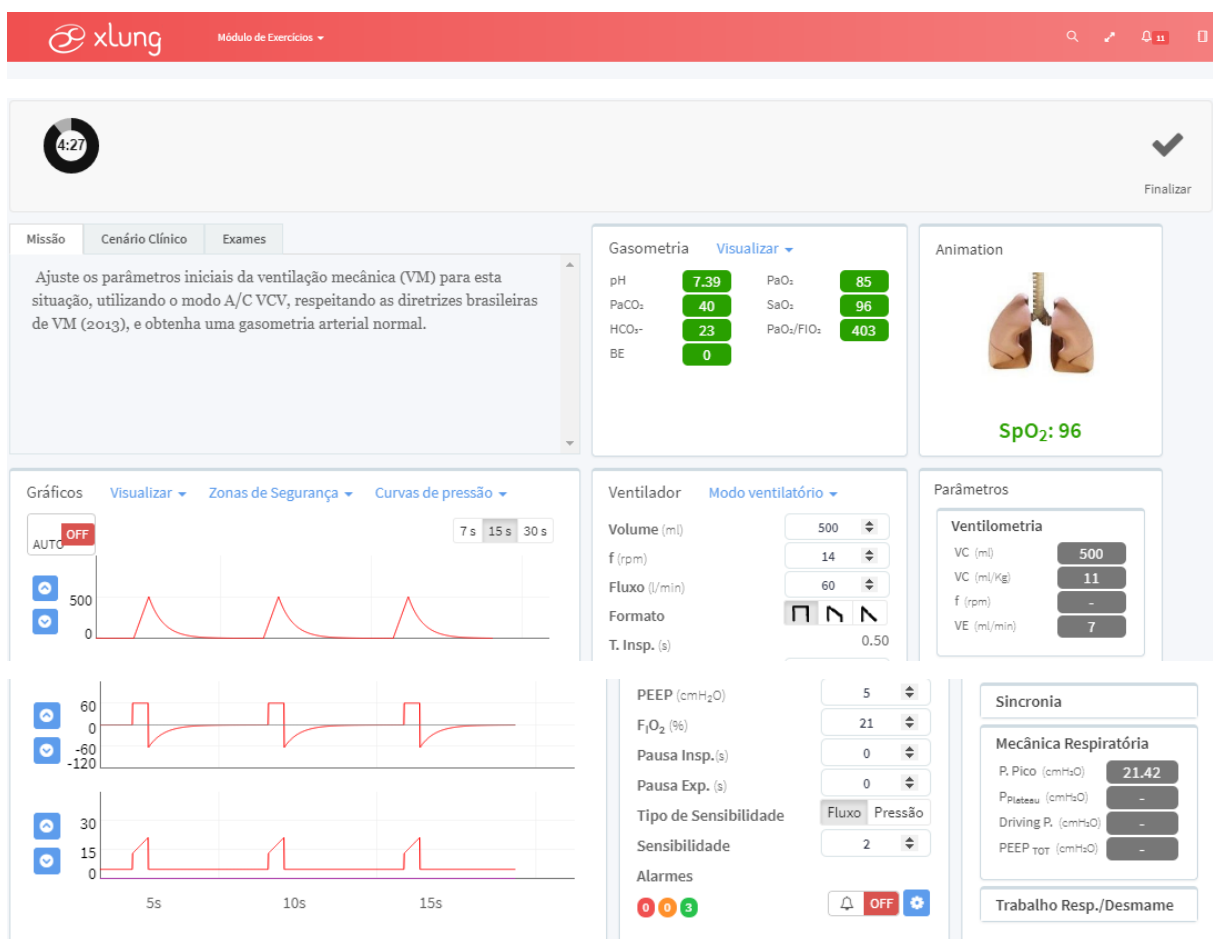 xlung
Módulo de Exercícios
11
4:27
Finalizar
Missão Cenário Clínico Exames
Ajuste os parâmetros iniciais da ventilação mecânica (VM) para esta
situação, utilizando o modo A/C VCV, respeitando as diretrizes brasileiras
de VM (2013), e obtenha uma gasometria arterial normal.
Gasometria Visualizar
pH 7.39 PaO₂ 85
PaCO₂ 40 SaO₂ 96
HCO₃- 23 PaO₂/FIO₂ 403
BE 0
Animation
SpO₂: 96
Gráficos Visualizar Zonas de Segurança Curvas de pressão
AUTO OFF
7 s 15 s 30 s
500
0
60
0
-60
-120
30
15
0
5s 10s 15s
Ventilador Modo ventilatório
Volume (ml) 500
f (rpm) 14
Fluxo (l/min) 60
Formato
T. Insp. (s) 0.50
PEEP (cmH₂O) 5
FIO₂ (%) 21
Pausa Insp.(s) 0
Pausa Exp. (s) 0
Tipo de Sensibilidade Fluxo Pressão
Sensibilidade 2
Alarmes
0 0 3 OFF
Parâmetros
Ventilometria
VC (ml) 500
VC (ml/Kg) 11
f (rpm) -
VE (ml/min) 7
Sincronia
Mecânica Respiratória
P. Pico (cmH₂O) 21.42
PPlateau (cmH₂O) -
Driving P. (cmH₂O) -
PEEP TOT (cmH₂O) -
Trabalho Resp./Desmame